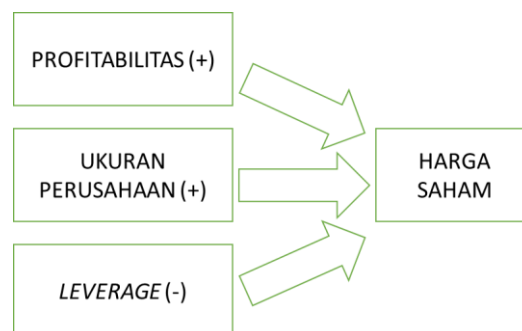 PROFITABILITAS (+)
UKURAN
PERUSAHAAN (+)
LEVERAGE (-)
HARGA
SAHAM